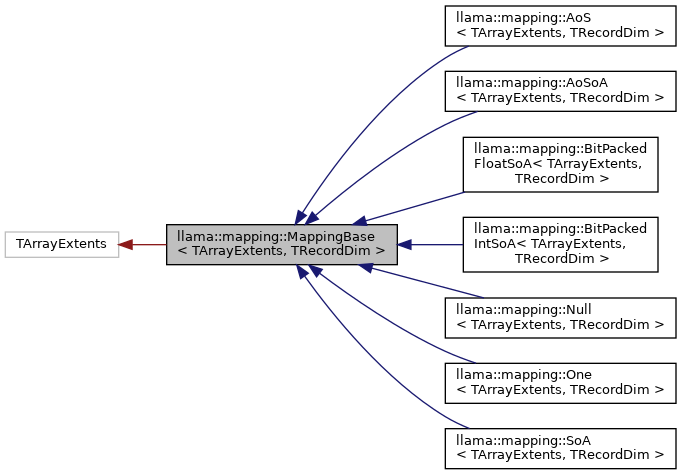 llama::mapping::AoS
< TArrayExtents, TRecordDim >
llama::mapping::AoSoA
< TArrayExtents, TRecordDim >
llama::mapping::BitPacked
FloatSoA< TArrayExtents,
TRecordDim >
TArrayExtents
llama::mapping::MappingBase
< TArrayExtents, TRecordDim >
llama::mapping::BitPacked
IntSoA< TArrayExtents,
TRecordDim >
llama::mapping::Null
< TArrayExtents, TRecordDim >
llama::mapping::One
< TArrayExtents, TRecordDim >
llama::mapping::SoA
< TArrayExtents, TRecordDim >